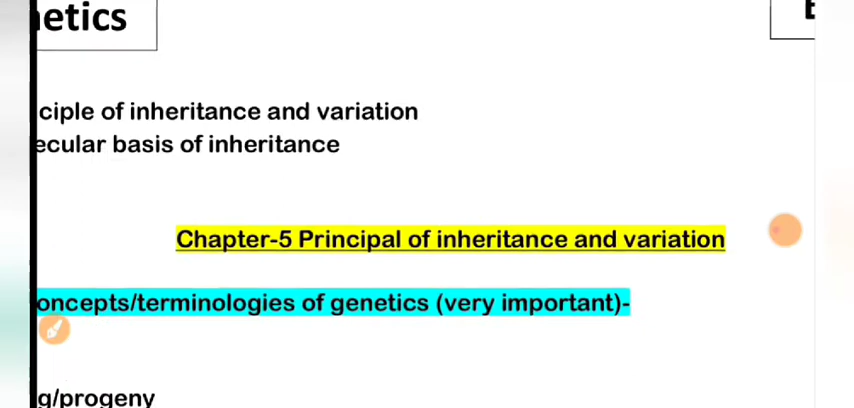 etics
ciple of inheritance and variation
ecular basis of inheritance
Chapter-5 Principal of inheritance and variation
oncepts/terminologies of genetics (very important)-
g/progeny